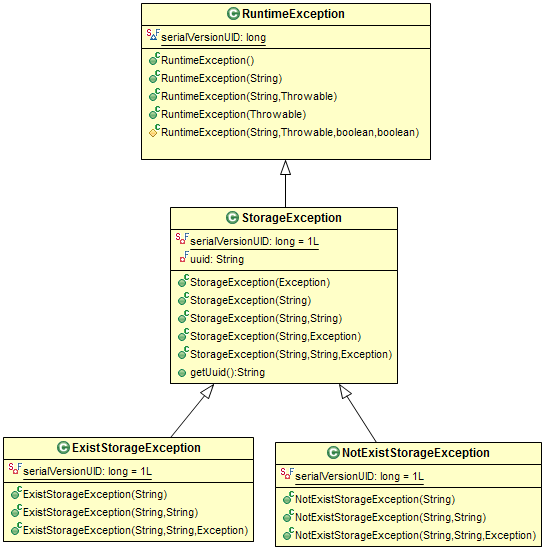 RuntimeException
serialVersionUID: long
RuntimeException()
RuntimeException(String)
RuntimeException(String,Throwable)
RuntimeException(Throwable)
RuntimeException(String,Throwable,boolean,boolean)
StorageException
serialVersionUID: long = 1L
uuid: String
StorageException(Exception)
StorageException(String)
StorageException(String,String)
StorageException(String,Exception)
StorageException(String,String,Exception)
getUuid():String
ExistStorageException
serialVersionUID: long = 1L
ExistStorageException(String)
ExistStorageException(String,String)
ExistStorageException(String,String,Exception)
NotExistStorageException
serialVersionUID: long = 1L
NotExistStorageException(String)
NotExistStorageException(String,String)
NotExistStorageException(String,String,Exception)